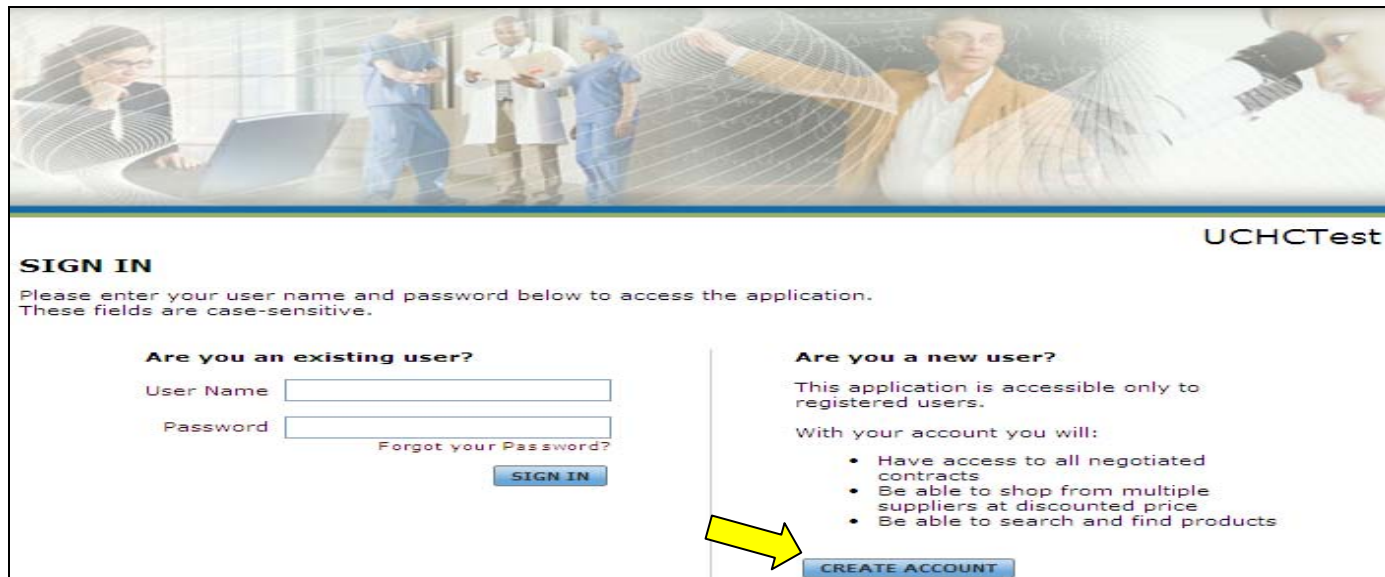 UCHCTest
SIGN IN
Please enter your user name and password below to access the application.
These fields are case-sensitive.
Are you an existing user?
User Name
Password
Forgot your Password?
SIGN IN
Are you a new user?
This application is accessible only to
registered users.
With your account you will:
• Have access to all negotiated
contracts
• Be able to shop from multiple
suppliers at discounted price
• Be able to search and find products
CREATE ACCOUNT